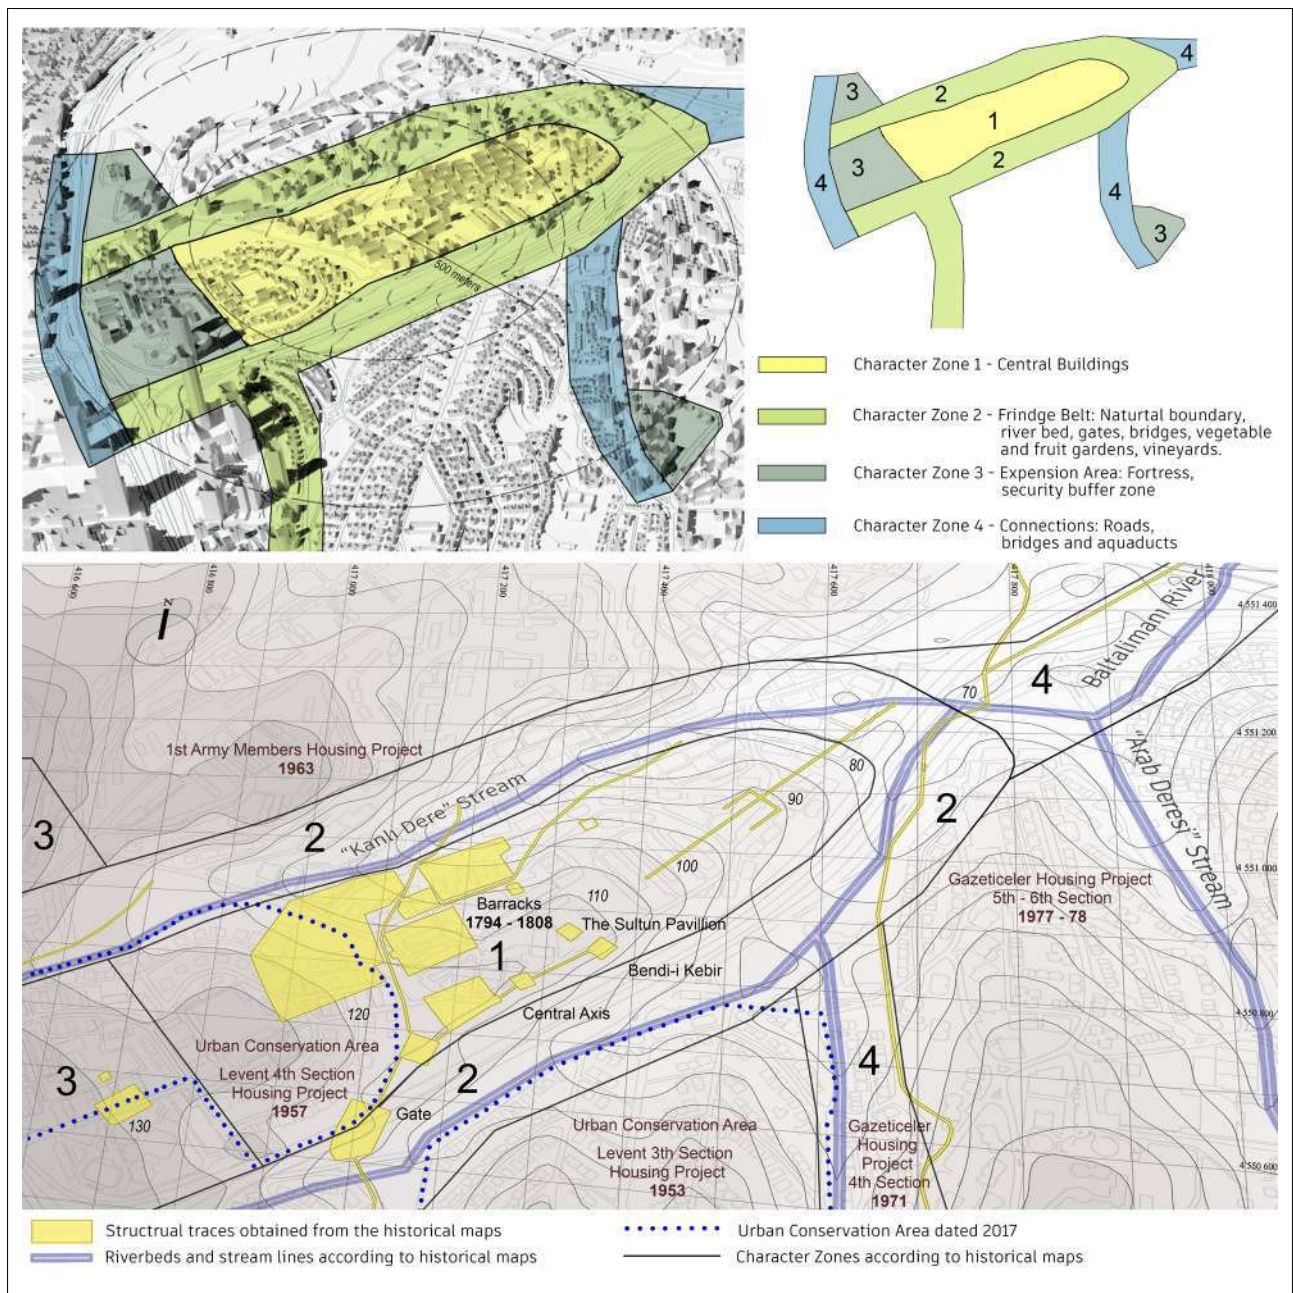 500 meters
4
3
2
1
3
2
4
4
3
Character Zone 1 - Central Buildings
Character Zone 2 - Frindge Belt: Naturtal boundary,
river bed, gates, bridges, vegetable
and fruit gardens, vineyards.
Character Zone 3 - Expension Area: Fortress,
security buffer zone
Character Zone 4 - Connections: Roads,
bridges and aquaducts
416 600
416 800
417 000
417 200
417 400
417 600
417 800
418 000
4 551 400
N
Baltalimanı River
4
70
4 551 200
1st Army Members Housing Project
1963
"Arab Deresi" Stream
80
90
3
2
"Kanlı Dere" Stream
2
100
4 551 000
Gazeticeler Housing Project
5th - 6th Section
1977 - 78
Barracks
1794 - 1808
110
The Sultun Pavillion
1
Bendi-i Kebir
120
Central Axis
4 550 800
Urban Conservation Area
Levent 4th Section
Housing Project
1957
3
130
2
4
Gate
Urban Conservation Area
Levent 3th Section
Housing Project
1953
Gazeticeler
Housing
Project
4th Section
1971
4 550 600
Structrual traces obtained from the historical maps
Urban Conservation Area dated 2017
Riverbeds and stream lines according to historical maps
Character Zones according to historical maps